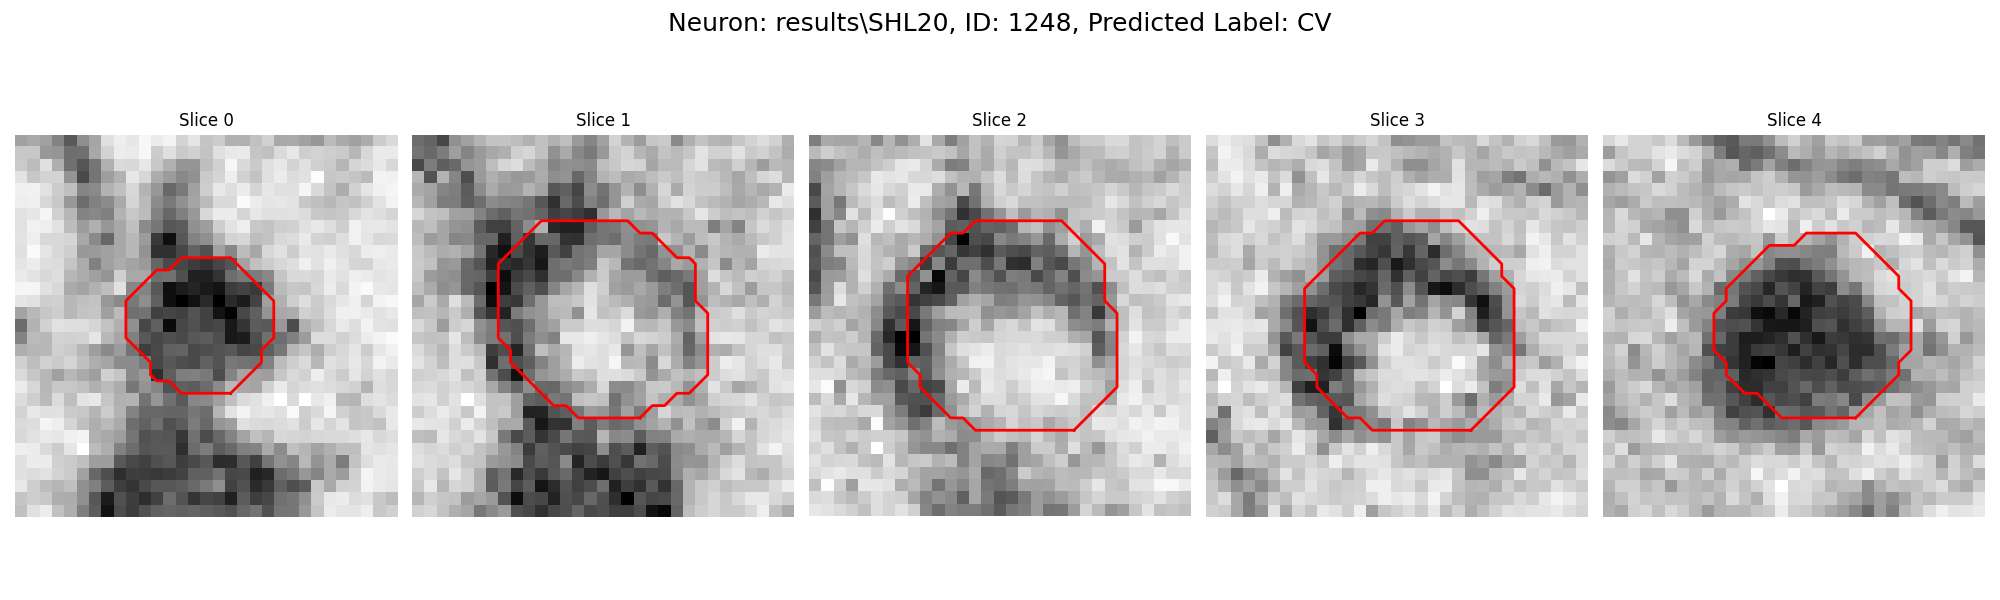 Neuron: results\SHL20, ID: 1248, Predicted Label: CV
Slice 0
Slice 1
Slice 2
Slice 3
Slice 4